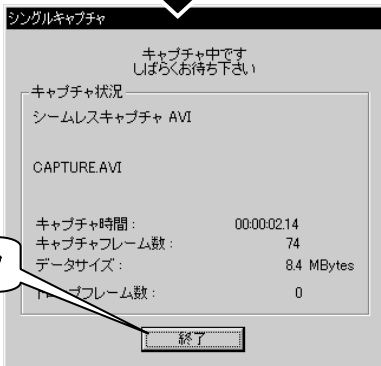 シングルキャプチャ
キャプチャ中です
しばらくお待ち下さい
キャプチャ状況
シームレスキャプチャ AVI
CAPTURE.AVI
キャプチャ時間： 00:00:02.14
キャプチャフレーム数： 74
データサイズ： 8.4 MBytes
プフレーム数： 0
終了